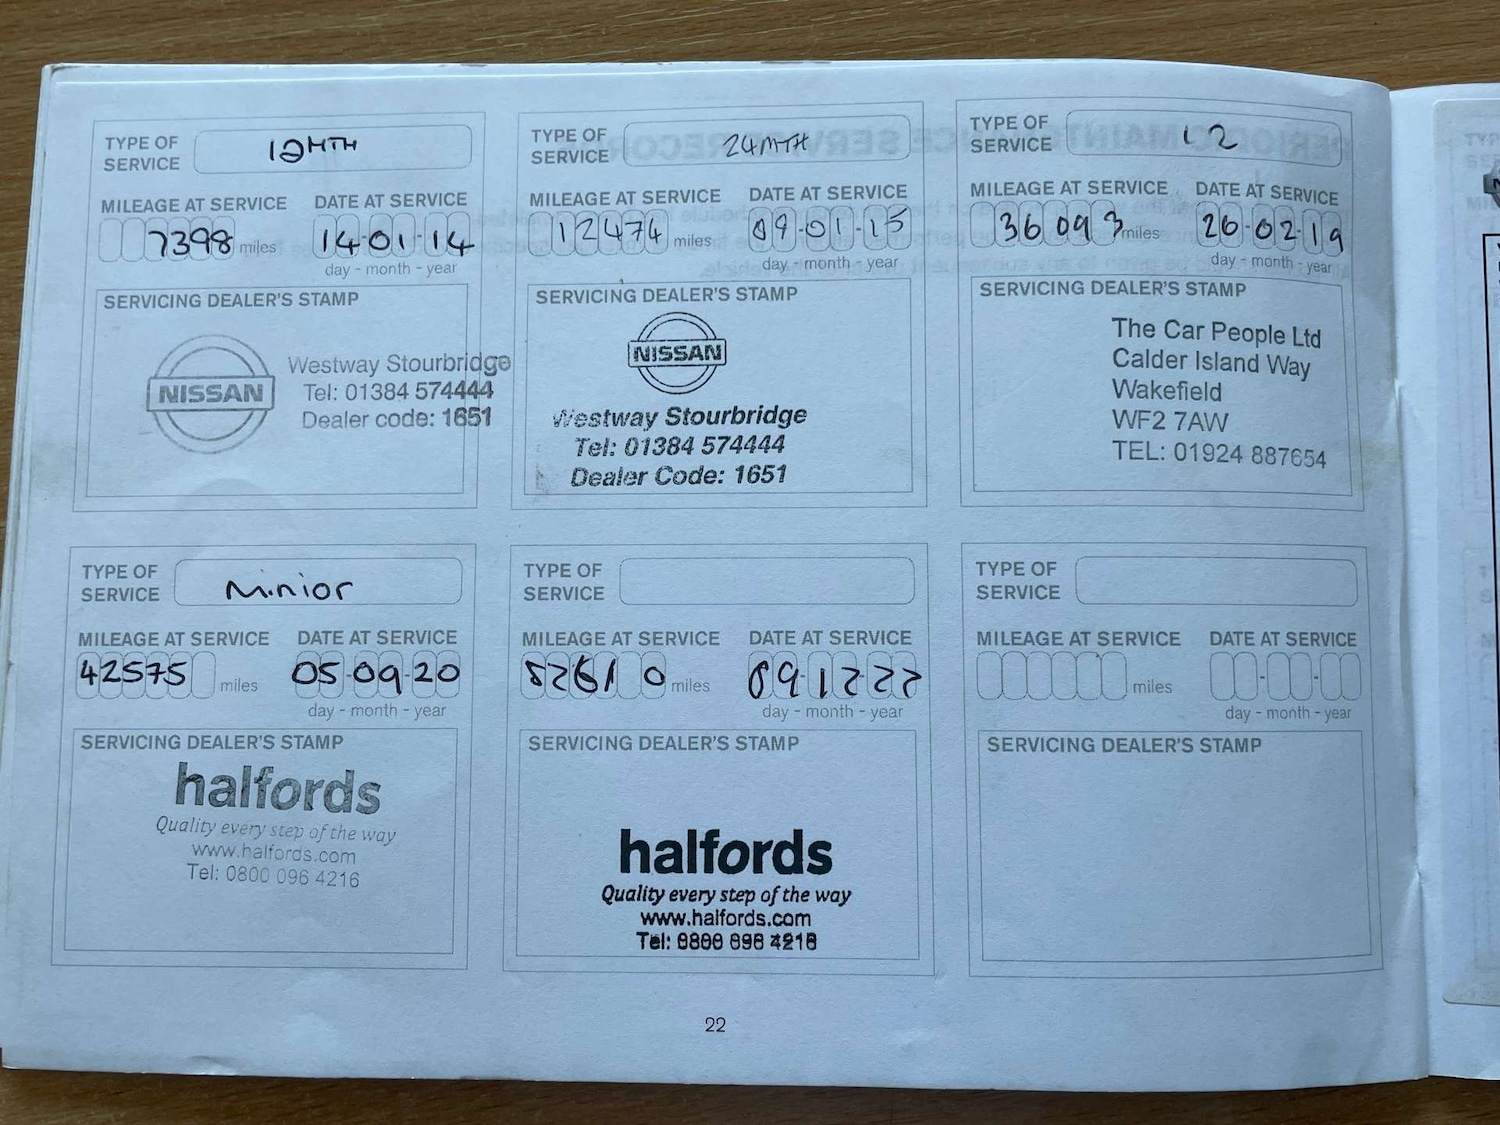 TYPE OF
SERVICE
12MTH
MILEAGE AT SERVICE
DATE AT SERVICE
7398 miles
14-01-14
day - month - year
SERVICING DEALER'S STAMP
NISSAN
Westway Stourbridge
Tel: 01384 574444
Dealer code: 1651
TYPE OF
SERVICE
24MTH
MILEAGE AT SERVICE
DATE AT SERVICE
12474 miles
09-01-15
day - month - year
SERVICING DEALER'S STAMP
NISSAN
Westway Stourbridge
Tel: 01384 574444
Dealer Code: 1651
TYPE OF
SERVICE
12
MILEAGE AT SERVICE
DATE AT SERVICE
36093 miles
26-02-19
day - month - year
SERVICING DEALER'S STAMP
The Car People Ltd
Calder Island Way
Wakefield
WF2 7AW
TEL: 01924 887654
TYPE OF
SERVICE
Minior
MILEAGE AT SERVICE
DATE AT SERVICE
42575 miles
05-09-20
day - month - year
SERVICING DEALER'S STAMP
halfords
Quality every step of the way
www.halfords.com
Tel: 0800 096 4216
TYPE OF
SERVICE
MILEAGE AT SERVICE
DATE AT SERVICE
52610 miles
09-12-22
day - month - year
SERVICING DEALER'S STAMP
halfords
Quality every step of the way
www.halfords.com
Tel:
TYPE OF
SERVICE
MILEAGE AT SERVICE
DATE AT SERVICE
miles
day - month - year
SERVICING DEALER'S STAMP
22